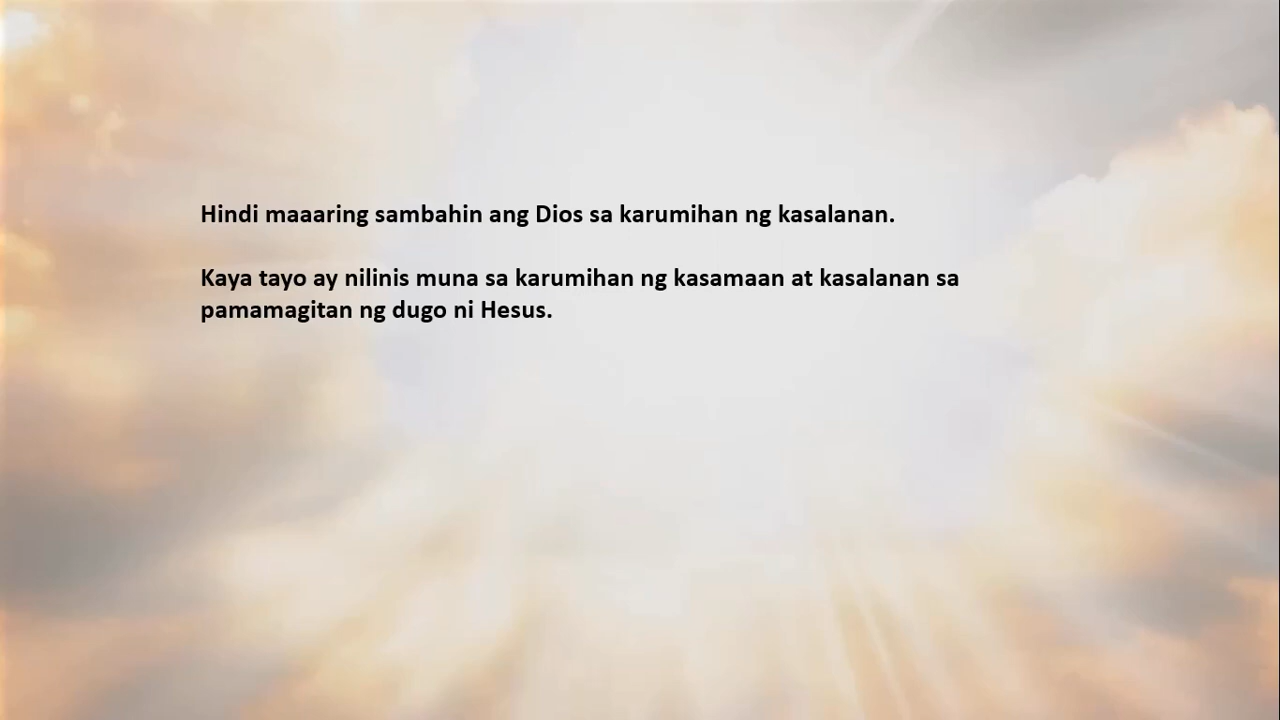 Hindi maaaring sambahin ang Dios sa karumihan ng kasalanan.
Kaya tayo ay nilinis muna sa karumihan ng kasamaan at kasalanan sa
pamamagitan ng dugo ni Hesus.